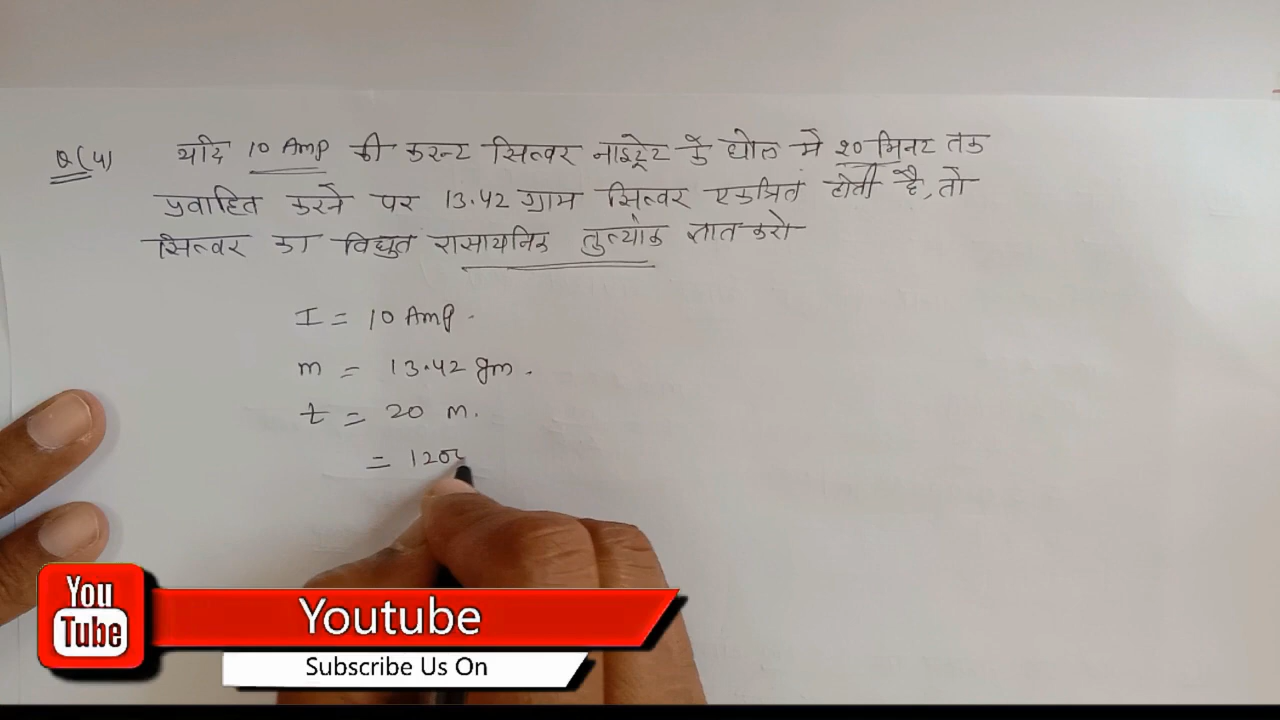 Q(4) यदि 10 Amp की करन्ट सिल्वर नाइट्रेट के घोल मे 20 मिनट तक
प्रवाहित करने पर 13.42 ग्राम सिल्वर एकत्रित होती है, तो
सिल्वर का विधुत रासायनिक तुल्यांक ज्ञात करो
I = 10 Amp.
m = 13.42 gm.
t = 20 m.
= 120
You
Tube
Youtube
Subscribe Us On